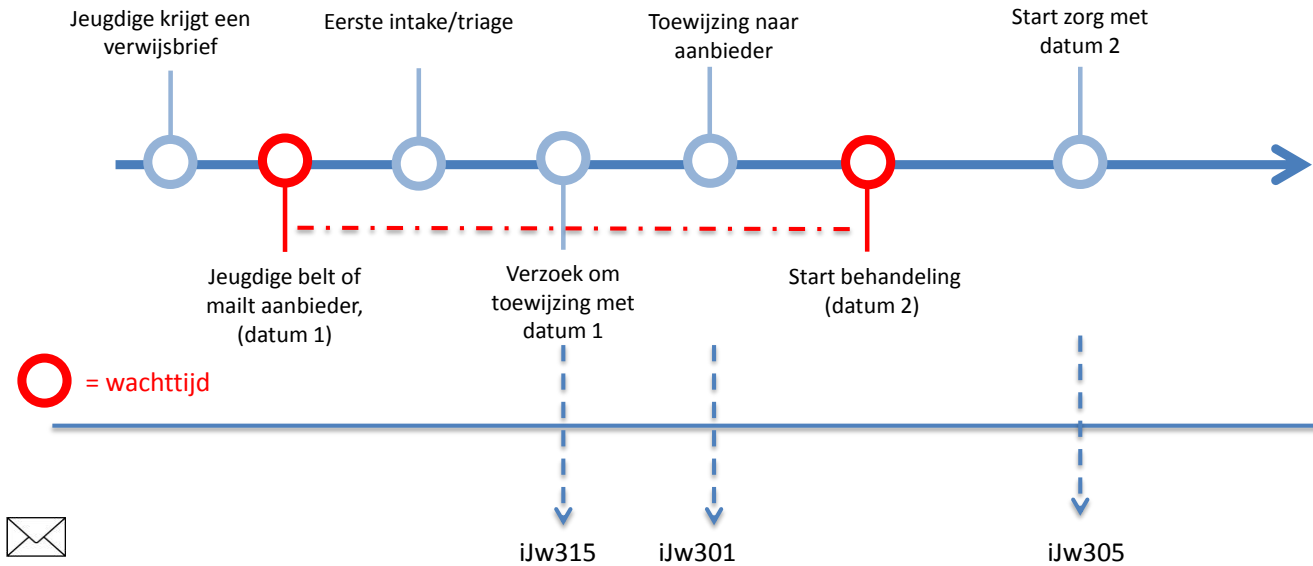 Jeugdige krijgt een
verwijsbrief
Eerste intake/triage
Toewijzing naar
aanbieder
Start zorg met
datum 2
Jeugdige belt of
mailt aanbieder,
(datum 1)
Verzoek om
toewijzing met
datum 1
Start behandeling
(datum 2)
= wachttijd
iJw315
iJw301
iJw305